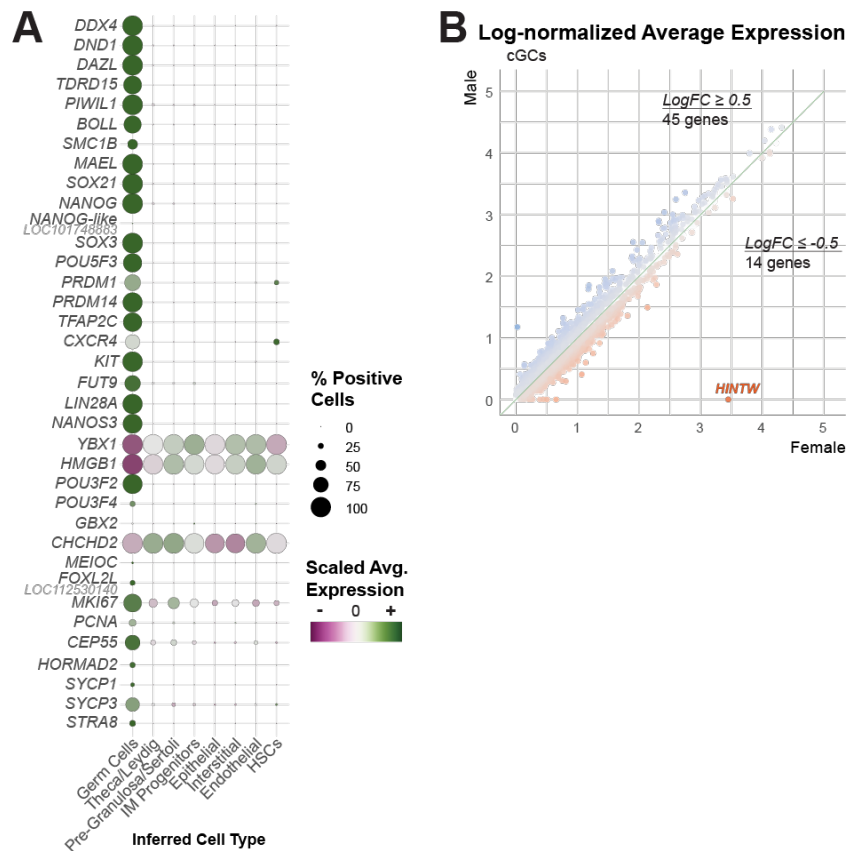 A
DDX4
DND1
DAZL
TDRD15
PIWIL1
BOLL
SMC1B
MAEL
SOX21
NANOG
NANOG-like
LOC101748883
SOX3
POU5F3
PRDM1
PRDM14
TFAP2C
CXCR4
KIT
FUT9
LIN28A
NANOS3
YBX1
HMGB1
POU3F2
POU3F4
GBX2
CHCHD2
MEIOC
FOXL2L
LOC112530140
MKI67
PCNA
CEP55
HORMAD2
SYCP1
SYCP3
STRA8
Germ Cells
Theca/Leydig
Pre-Granulosa/Sertoli
IM Progenitors
Epithelial
Interstitial
Endothelial
HSCs
Inferred Cell Type
% Positive
Cells
0
25
50
75
100
Scaled Avg.
Expression
- 0 +
B
Log-normalized Average Expression
cGCs
Male
5
4
3
2
1
0
LogFC ≥ 0.5
45 genes
LogFC ≤ -0.5
14 genes
HINTW
0 1 2 3 4 5
Female